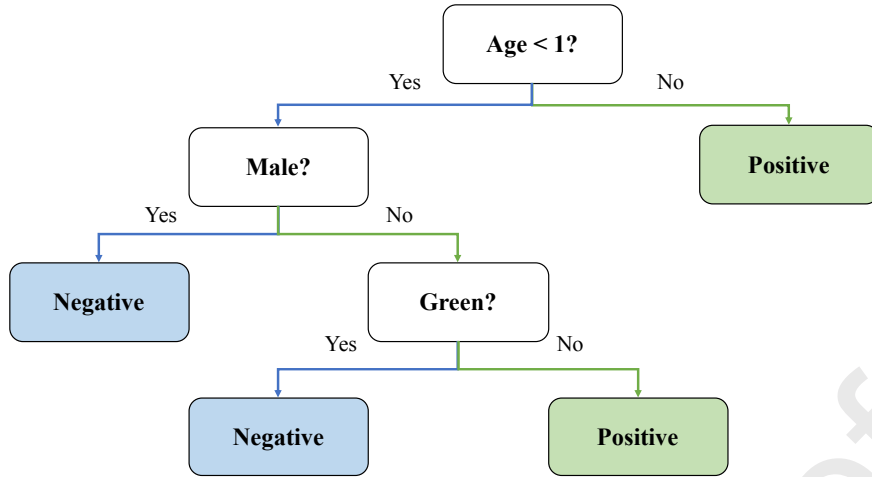 Age < 1?
Yes
No
Male?
Positive
Yes
No
Negative
Green?
Yes
No
Negative
Positive